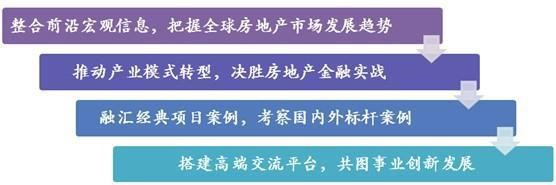 整合前沿宏观信息，把握全球房地产市场发展趋势
推动产业模式转型，决胜房地产金融实战
融汇经典项目案例，考察国内外标杆案例
搭建高端交流平台，共图事业创新发展